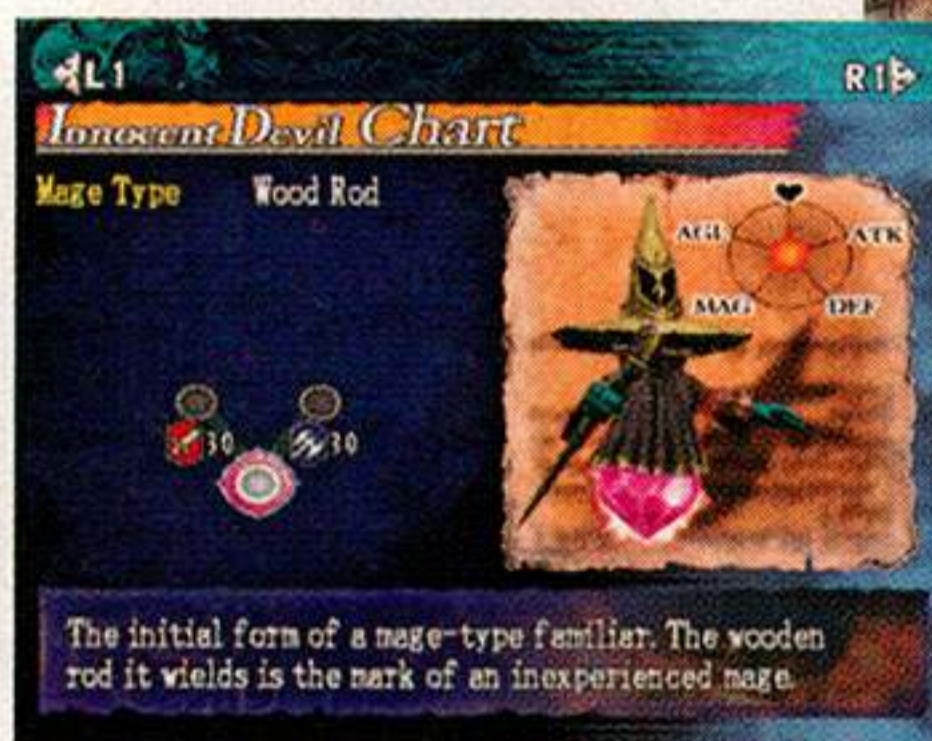 L1
R1
Innocent Devil Chart
Mage Type
Wood Rod
AGL
ATK
MAG
DEF
30
30
The initial form of a mage-type familiar. The wooden
rod it wields is the mark of an inexperienced mage.